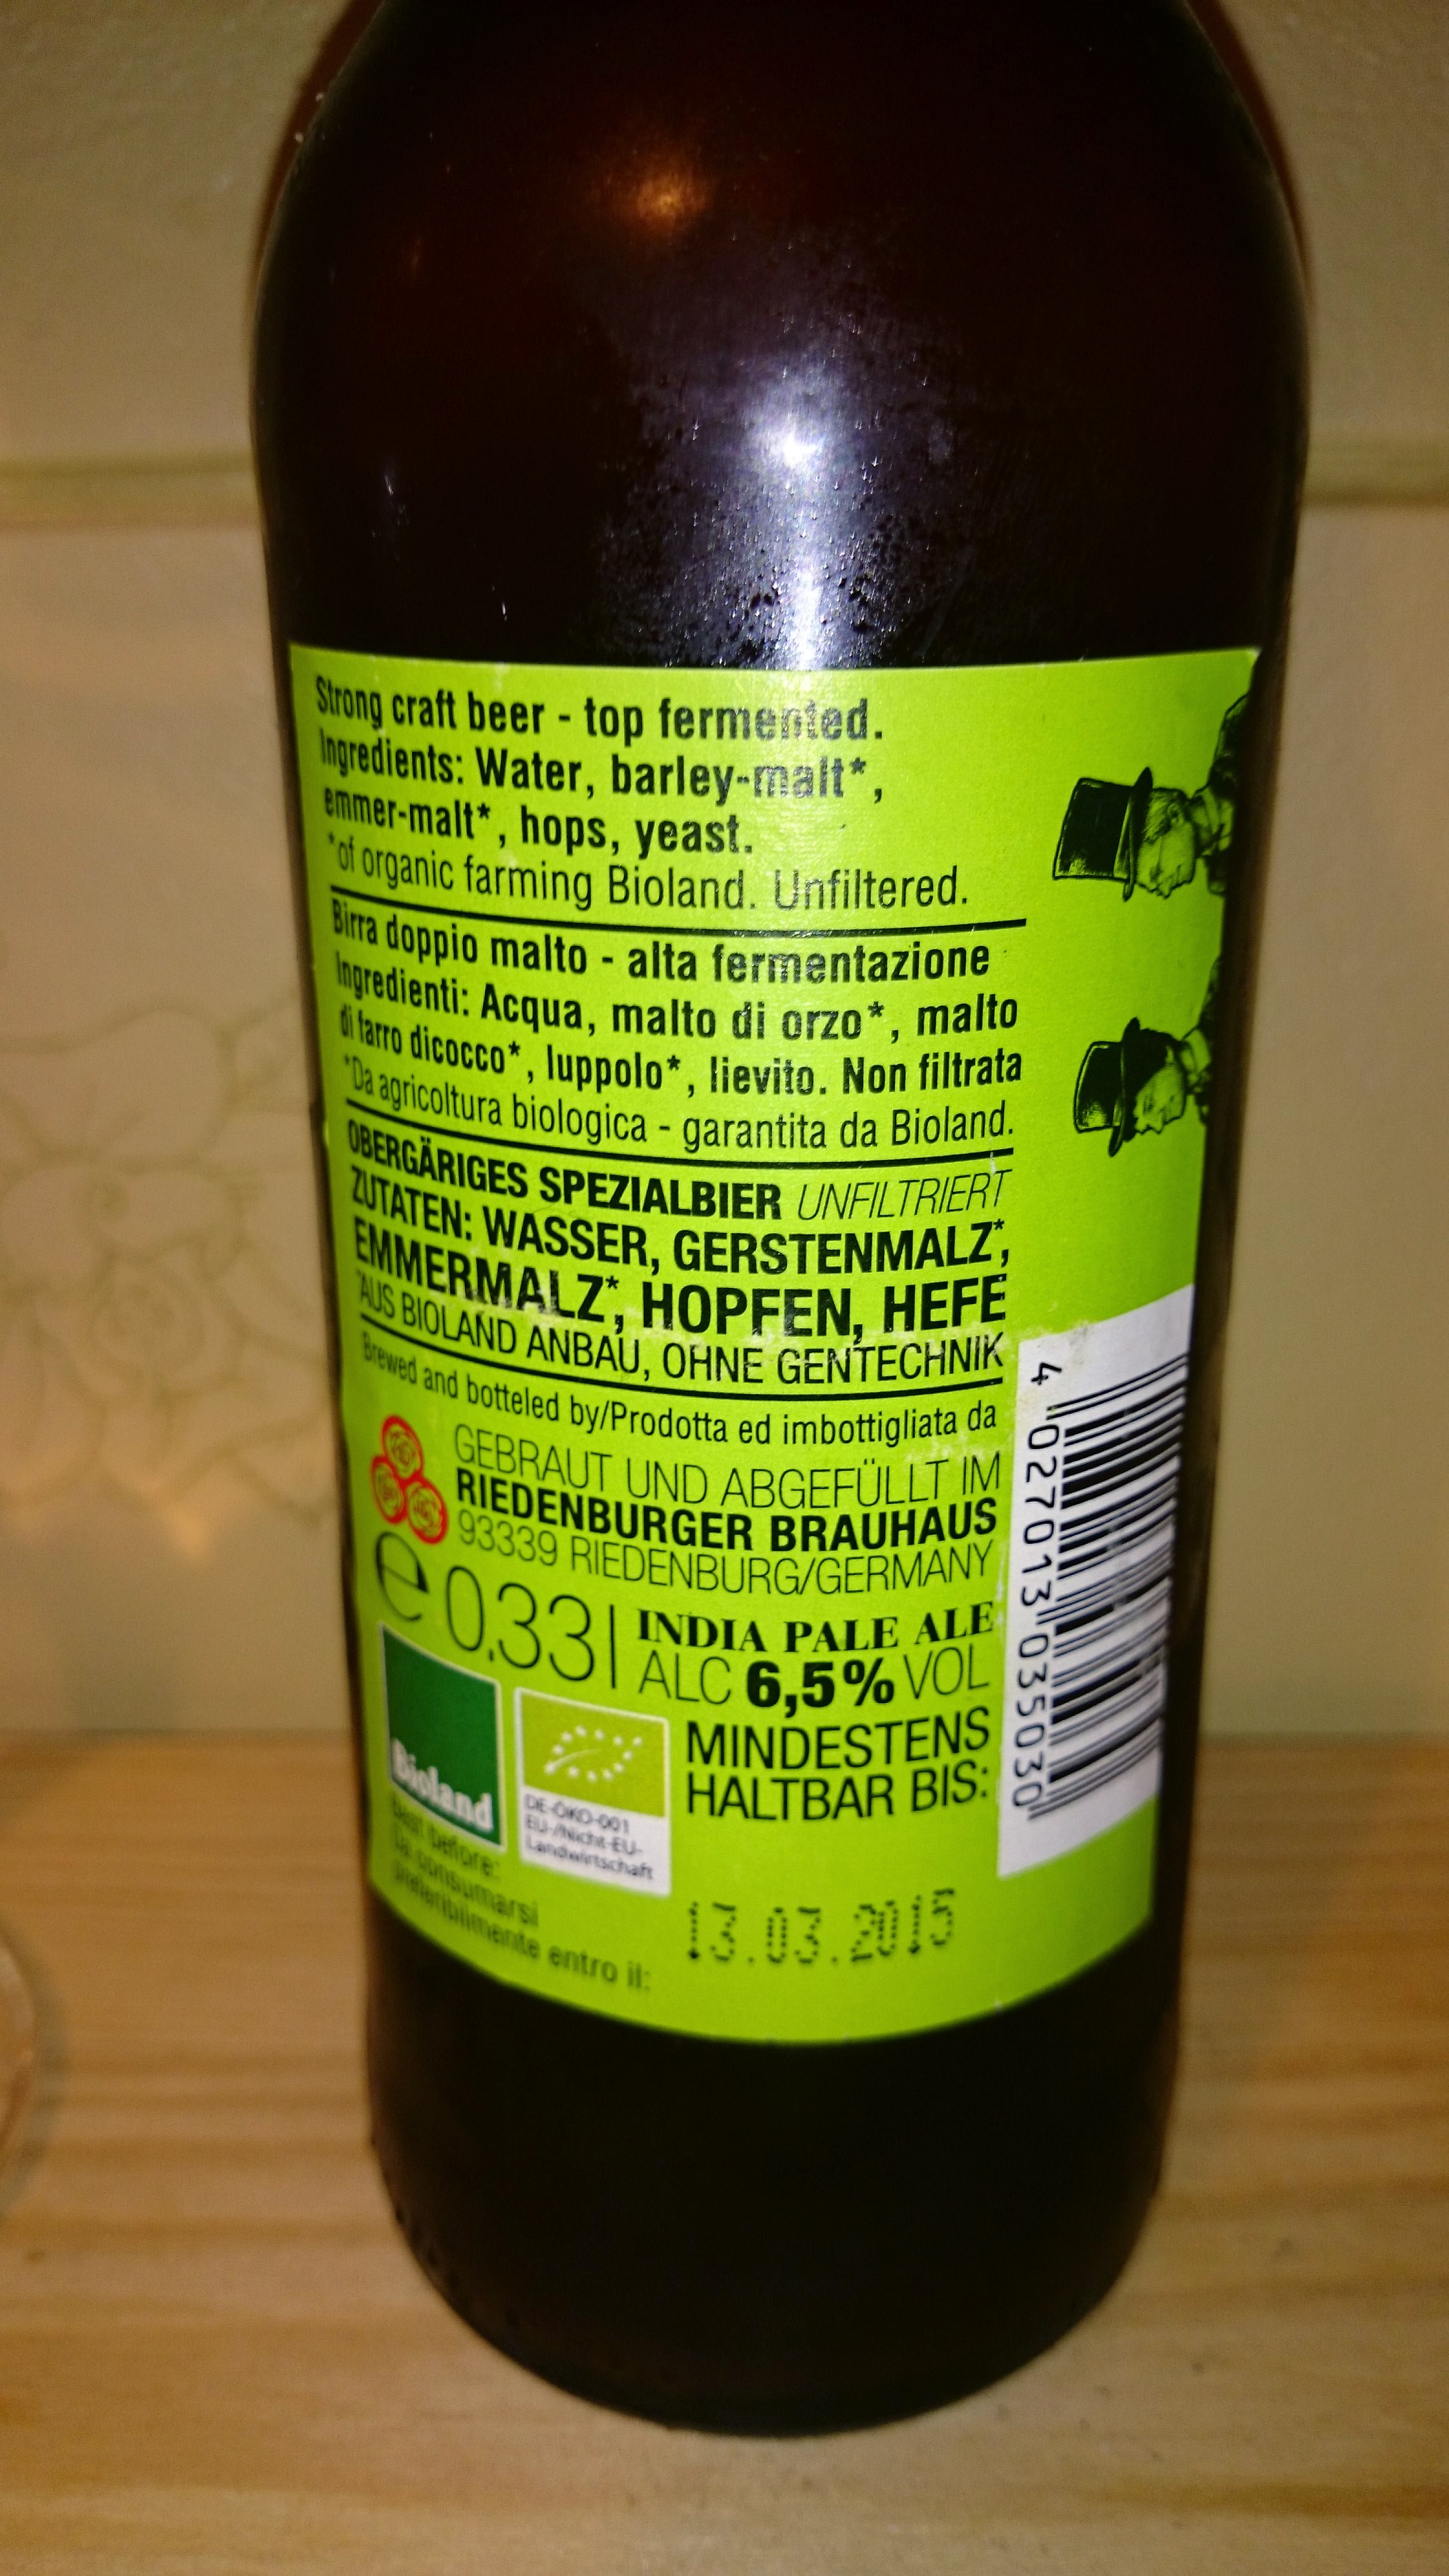 Strong craft beer - top fermented.
Ingredients: Water, barley-malt*,
emmer-malt*, hops, yeast.
*of organic farming Bioland. Unfiltered.
Birra doppio malto - alta fermentazione
Ingredienti: Acqua, malto di orzo*, malto
di farro dicocco*, luppolo*, lievito. Non filtrata
*Da agricoltura biologica - garantita da Bioland.
OBERGÄRIGES SPEZIALBIER UNFILTRIERT
ZUTATEN: WASSER, GERSTENMALZ*,
EMMERMALZ*, HOPFEN, HEFE
*AUS BIOLAND ANBAU, OHNE GENTECHNIK
Brewed and botteled by/Prodotta ed imbottigliata da
GEBRAUT UND ABGEFÜLLT IM
RIEDENBURGER BRAUHAUS
93339 RIEDENBURG/GERMANY
e 0,33 l
INDIA PALE ALE
ALC 6,5% VOL
Bioland
DE-ÖKO-001
EU-/Nicht-EU-
Landwirtschaft
MINDESTENS
HALTBAR BIS:
Best before:
Da consumarsi
preferibilmente entro il:
13.03.2015
4 027013 035030